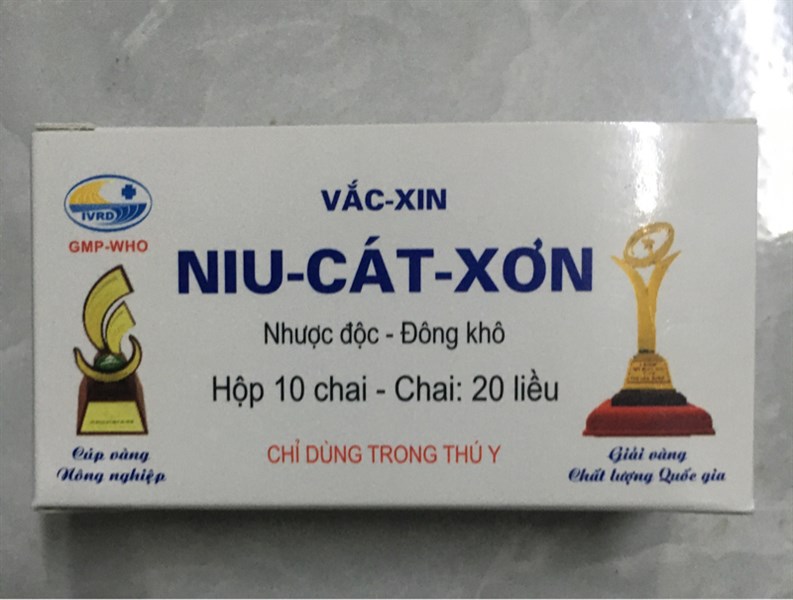 IVRD
GMP-WHO
VẮC-XIN
NIU-CÁT-XƠN
Nhược độc - Đông khô
Hộp 10 chai - Chai: 20 liều
CHỈ DÙNG TRONG THÚ Y
Cúp vàng
Nông nghiệp
Giải vàng
Chất lượng Quốc gia